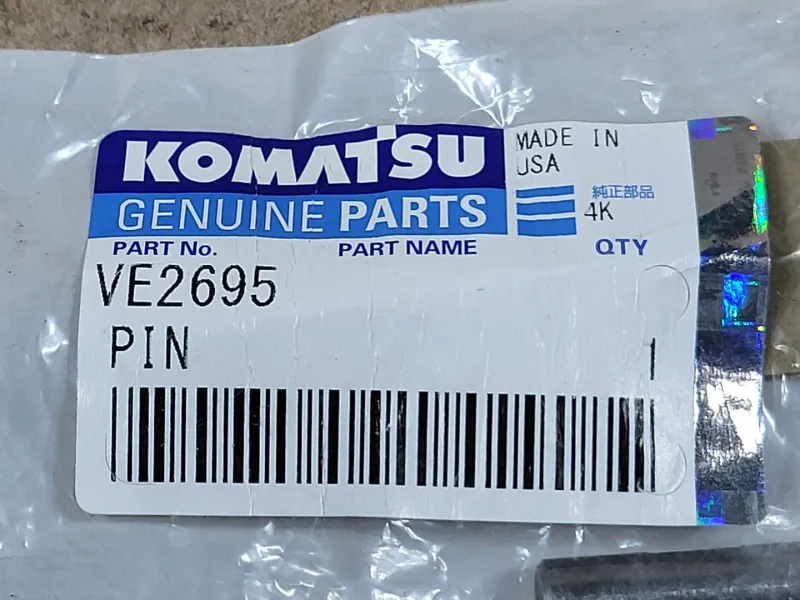 KOMATSU
GENUINE PARTS
MADE IN
USA
純正部品
4K
PART No. PART NAME QTY
VE2695
PIN 1